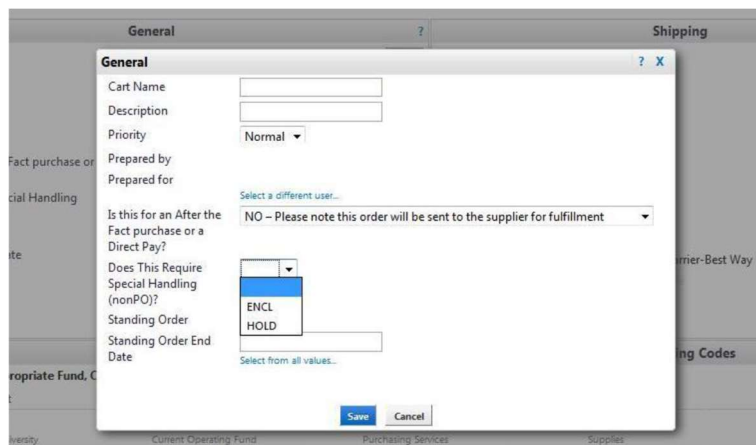 General ? Shipping
General ? X
Cart Name
Description
Priority Normal
Prepared by
Fact purchase or
Prepared for
cial Handling
Select a different user...
Is this for an After the
Fact purchase or a
Direct Pay?
NO – Please note this order will be sent to the supplier for fulfillment
ate
rrier-Best Way
Does This Require
Special Handling
(nonPO)?
ENCL
HOLD
Standing Order
Standing Order End
Date
Select from all values...
ing Codes
ropriate Fund, C
Save Cancel
iversity Current Operating Fund Purchasing Services Supplies